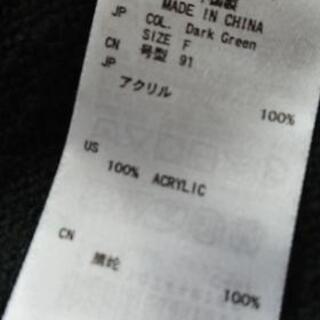 MADE IN CHINA
JP COL. Dark Green
SIZE F
CN 号型 91
JP
アクリル 100%
US
100% ACRYLIC
CN
腈纶 100%